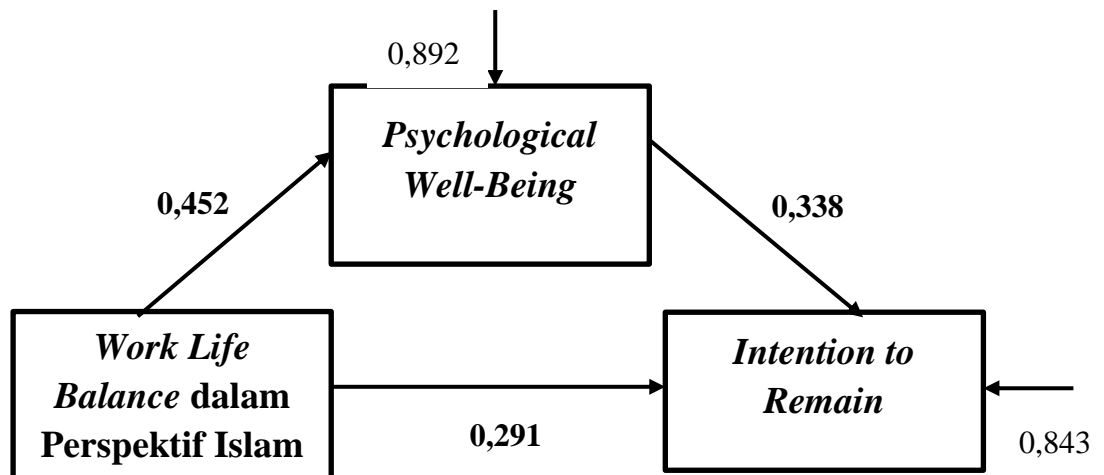 0,892
Psychological
Well-Being
0,452
0,338
Work Life
Balance dalam
Perspektif Islam
0,291
Intention to
Remain
0,843